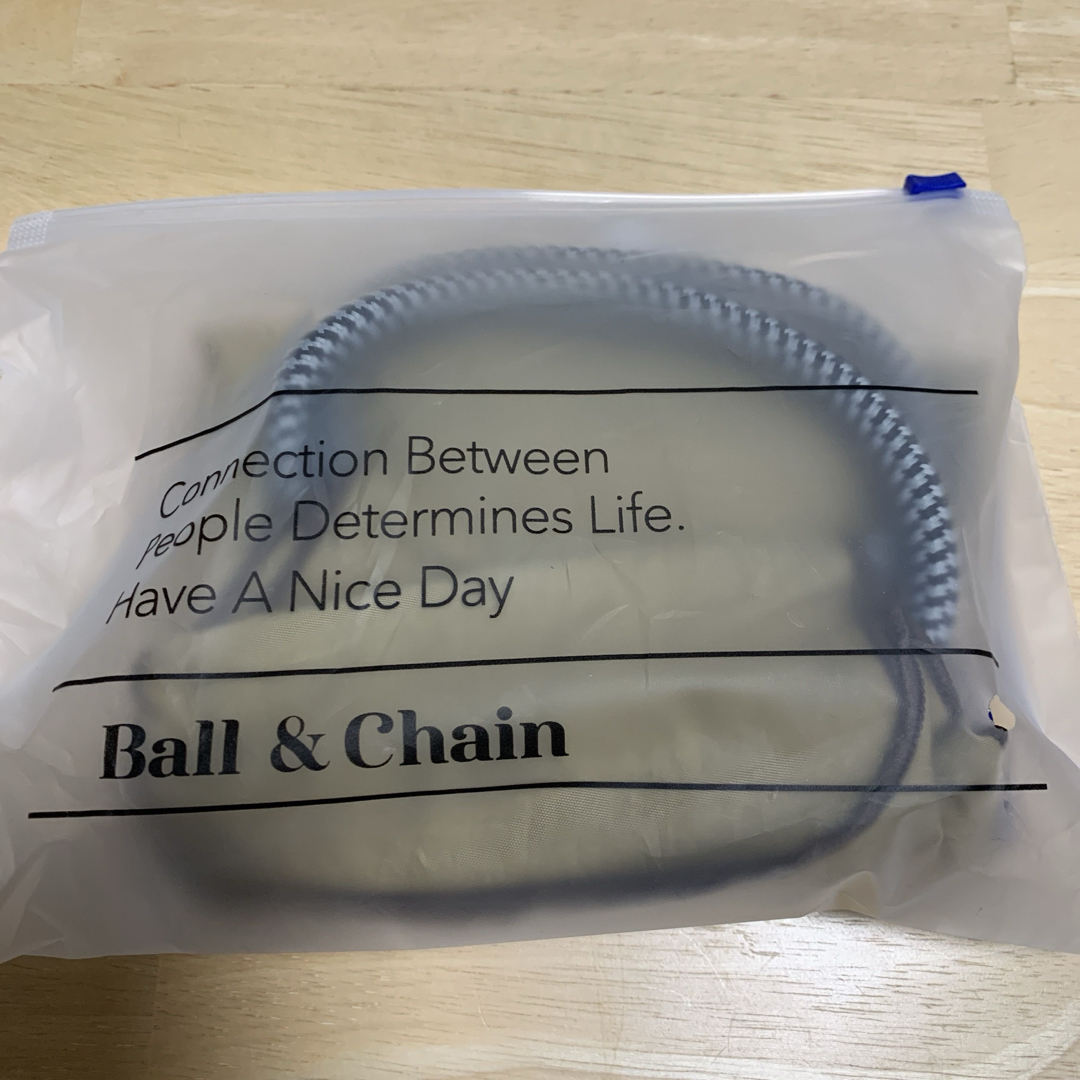 Connection Between
People Determines Life.
Have A Nice Day
Ball & Chain